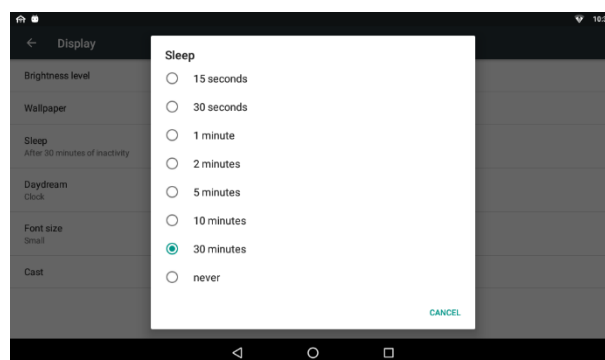 Display
Brightness level
Wallpaper
Sleep
After 30 minutes of inactivity
Daydream
Clock
Font size
Small
Cast
Sleep
15 seconds
30 seconds
1 minute
2 minutes
5 minutes
10 minutes
30 minutes
never
CANCEL